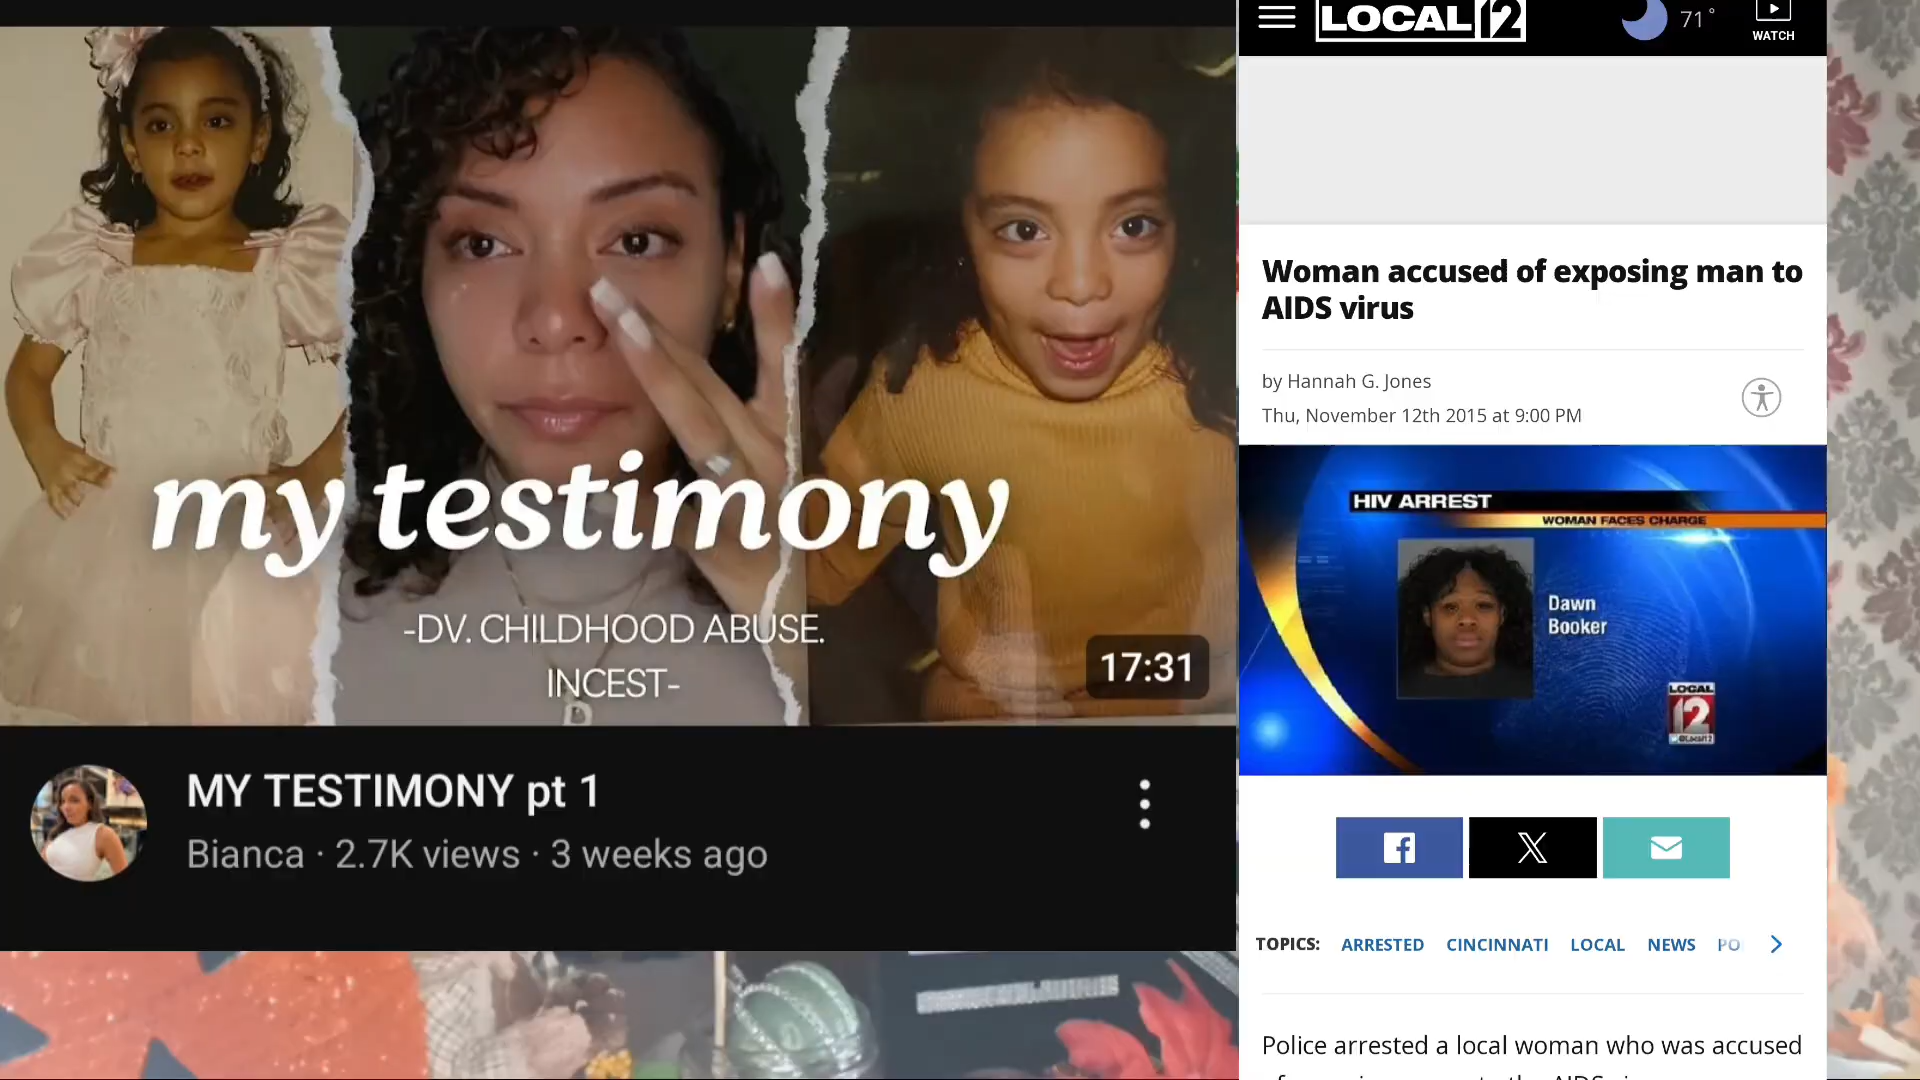 my testimony
-DV. CHILDHOOD ABUSE.
INCEST-
17:31
MY TESTIMONY pt 1
Bianca · 2.7K views · 3 weeks ago
LOCAL 12
71°
WATCH
Woman accused of exposing man to
AIDS virus
by Hannah G. Jones
Thu, November 12th 2015 at 9:00 PM
HIV ARREST
WOMAN FACES CHARGE
Dawn
Booker
LOCAL
12
@Local12
TOPICS: ARRESTED CINCINNATI LOCAL NEWS PO
Police arrested a local woman who was accused